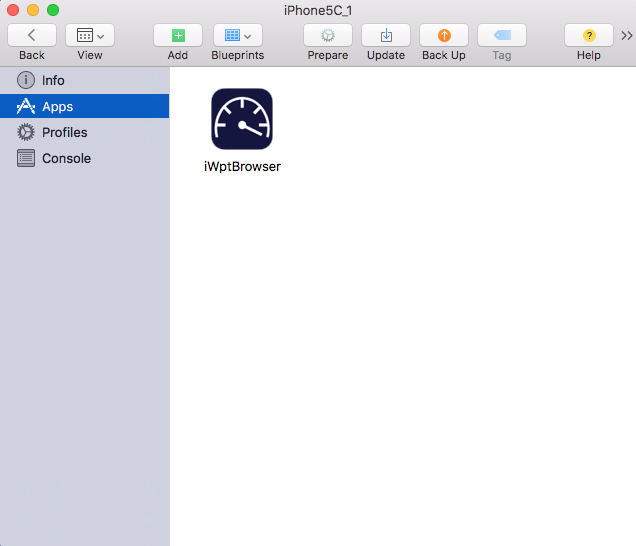 iPhone5C_1
Back View Add Blueprints Prepare Update Back Up Tag Help
Info
Apps
Profiles
Console
iWptBrowser